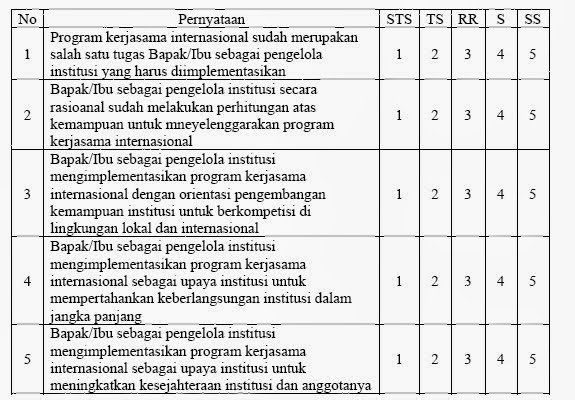 No Pernyataan STS TS RR S SS
Program kerjasama internasional sudah merupakan
1 salah satu tugas Bapak/Ibu sebagai pengelola 1 2 3 4 5
institusi yang harus diimplementasikan
Bapak/Ibu sebagai pengelola institusi secara
rasioanal sudah melakukan perhitungan atas
2 kemampuan untuk mneyelenggarakan program 1 2 3 4 5
kerjasama internasional
Bapak/Ibu sebagai pengelola institusi
mengimplementasikan program kerjasama
3 internasional dengan orientasi pengembangan 1 2 3 4 5
kemampuan institusi untuk berkompetisi di
lingkungan lokal dan internasional
Bapak/Ibu sebagai pengelola institusi
mengimplementasikan program kerjasama
4 internasional sebagai upaya institusi untuk 1 2 3 4 5
mempertahankan keberlangsungan institusi dalam
jangka panjang
Bapak/Ibu sebagai pengelola institusi
mengimplementasikan program kerjasama
5 internasional sebagai upaya institusi untuk 1 2 3 4 5
meningkatkan kesejahteraan institusi dan anggotanya